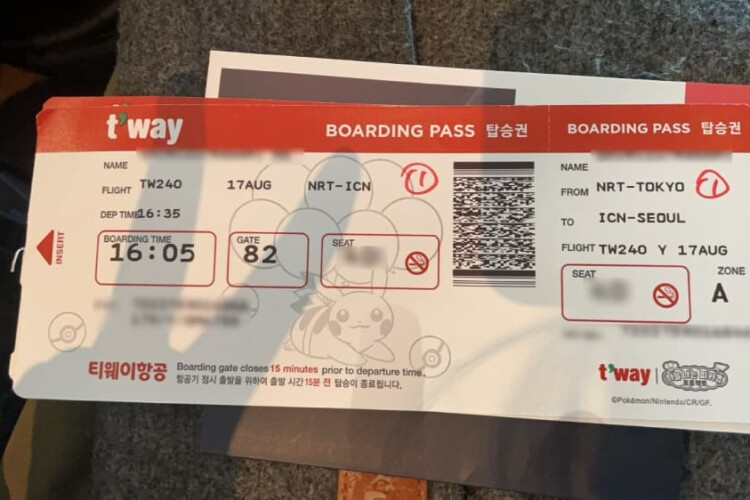 t'way BOARDING PASS 탑승권
NAME
FLIGHT TW240 17AUG NRT-ICN
DEP TIME 16:35
INSERT
BOARDING TIME GATE SEAT
16:05 82
티웨이항공
Boarding gate closes 15 minutes prior to departure time.
항공기 정시 출발을 위하여 출발 시간 15분 전 탑승이 종료됩니다.
BOARDING PASS 탑승권
NAME
FROM NRT-TOKYO
TO ICN-SEOUL
FLIGHT TW240 Y 17AUG
SEAT ZONE
A
t'way
©Pokémon/Nintendo/CR/GF.